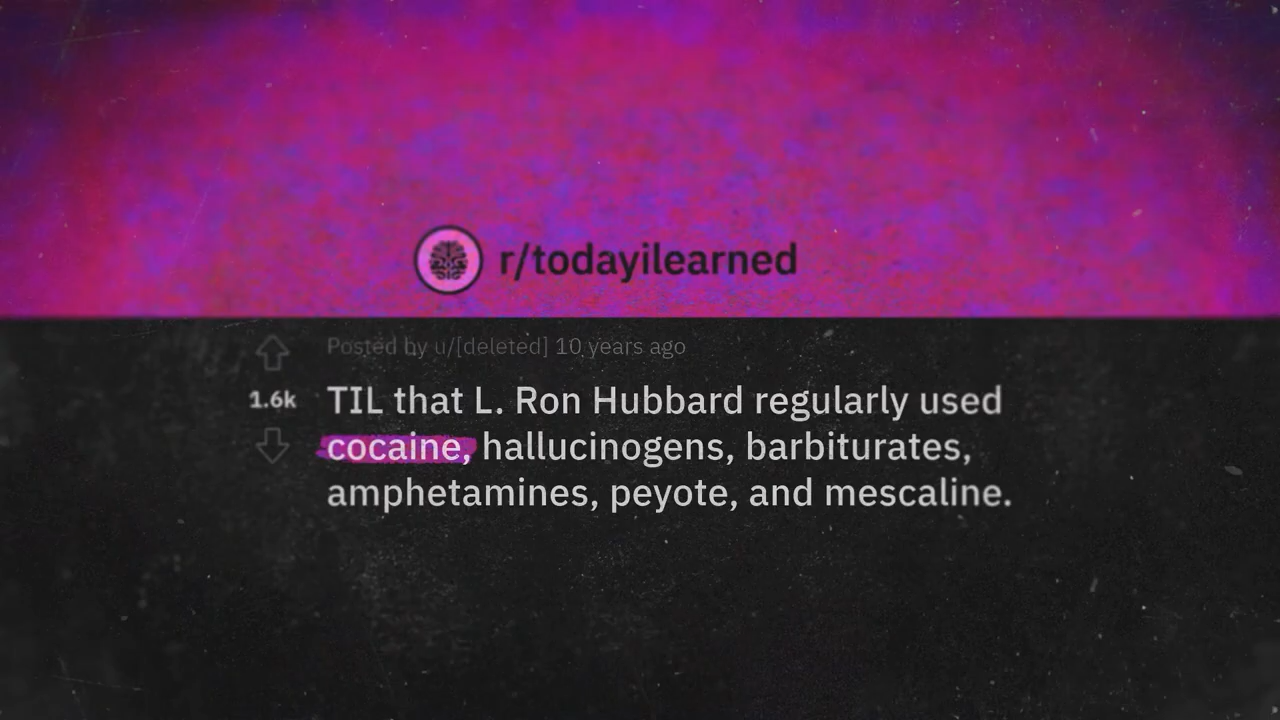 r/todayilearned
Posted by u/[deleted] 10 years ago
1.6k
TIL that L. Ron Hubbard regularly used
cocaine, hallucinogens, barbiturates,
amphetamines, peyote, and mescaline.